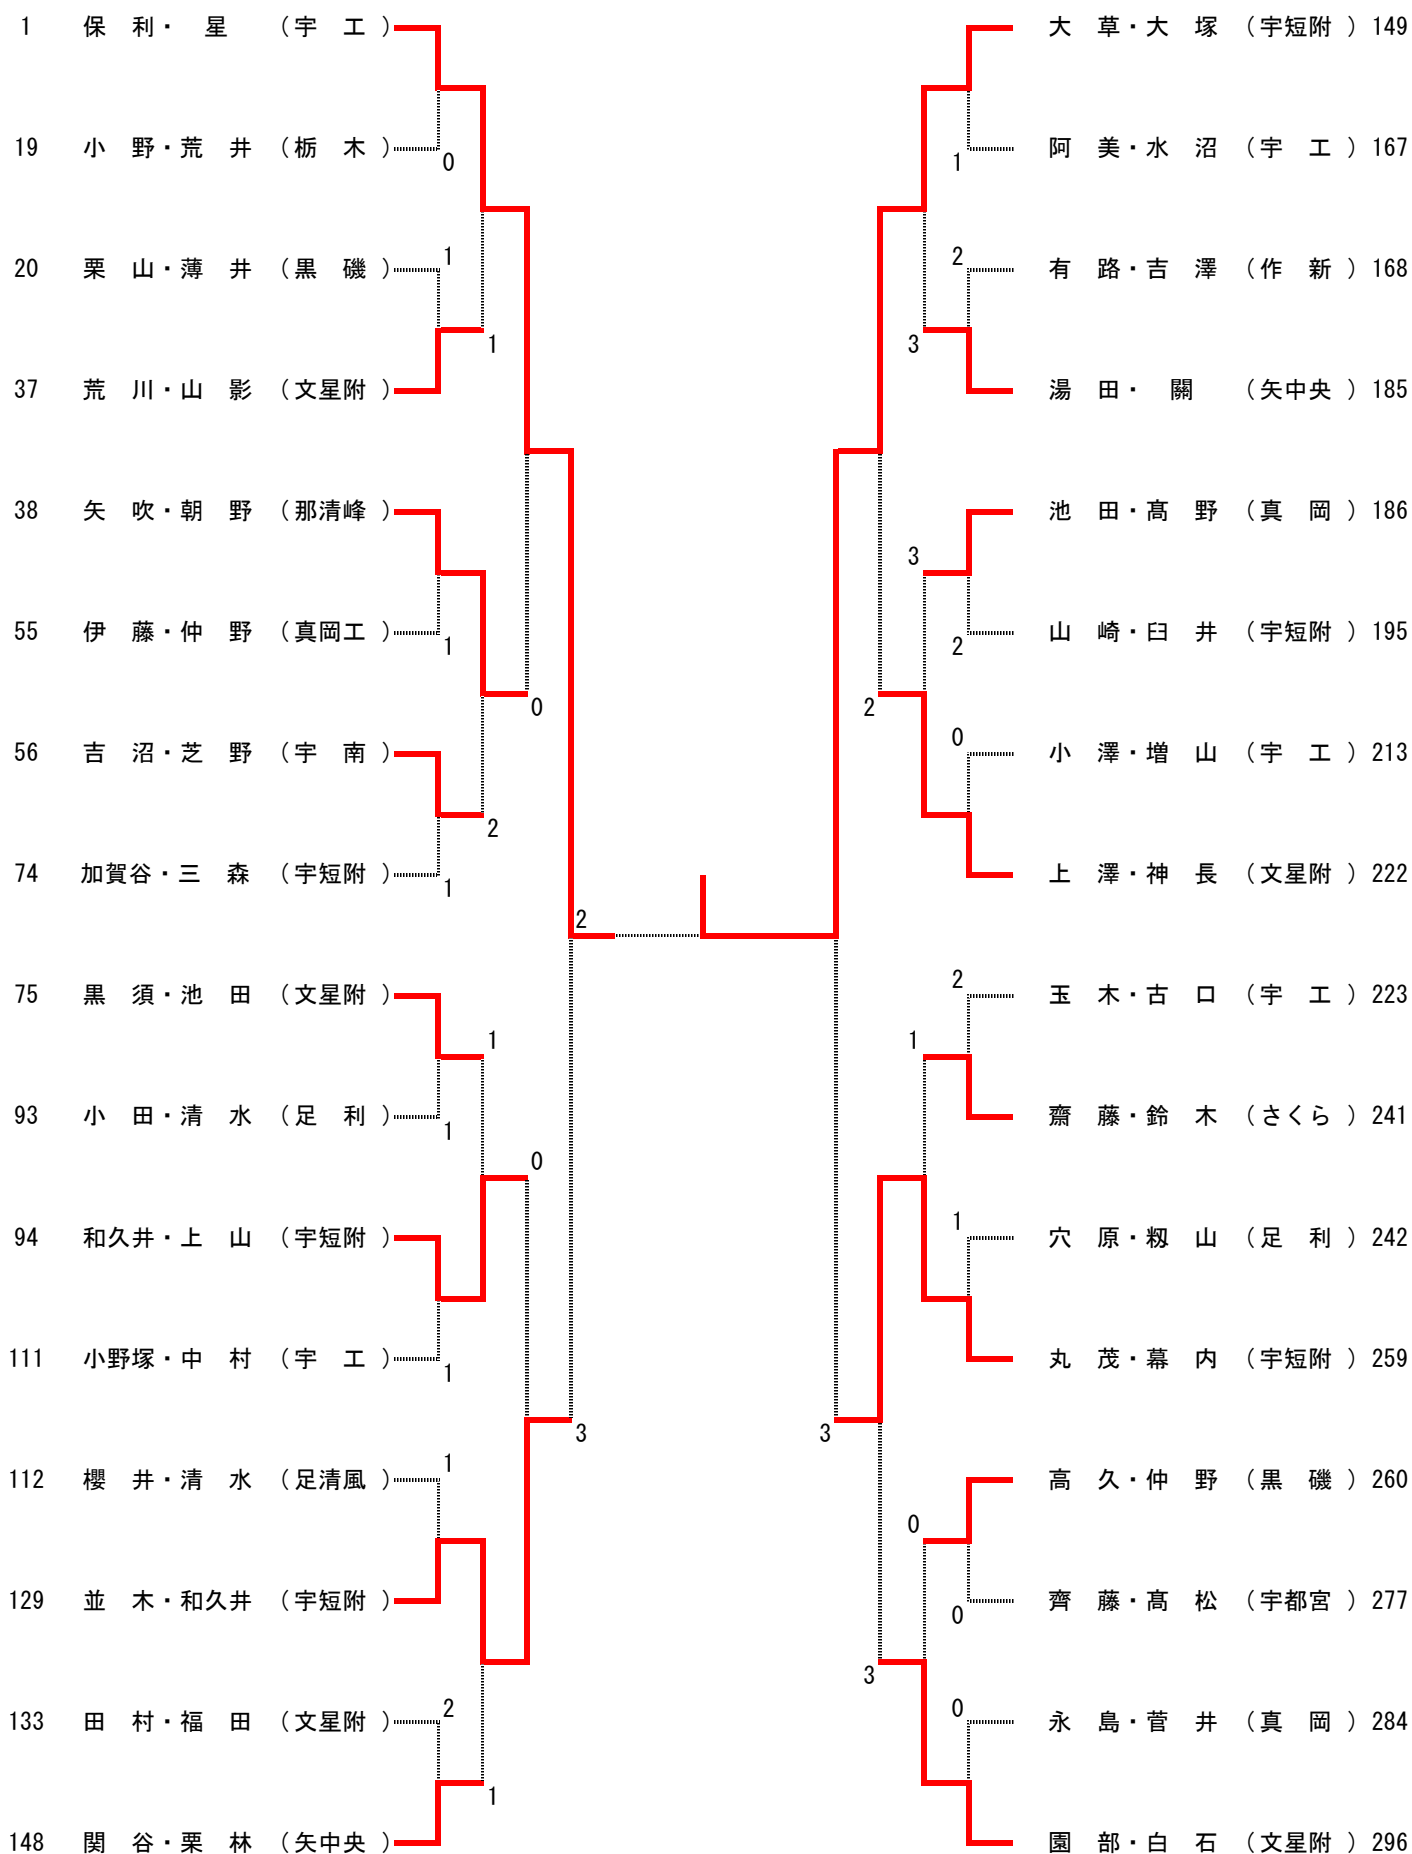 1 保 利・ 星 (宇 工) 大 草・大 塚 (宇短附) 149
19 小 野・荒 井 (栃 木) 0 1 阿 美・水 沼 (宇 工) 167
20 栗 山・薄 井 (黒 磯) 1 2 有 路・吉 澤 (作 新) 168
1 3
37 荒 川・山 影 (文星附) 湯 田・ 關 (矢中央) 185
38 矢 吹・朝 野 (那清峰) 池 田・髙 野 (真 岡) 186
3
55 伊 藤・仲 野 (真岡工) 1 2 山 崎・臼 井 (宇短附) 195
0 2
56 吉 沼・芝 野 (宇 南) 0 小 澤・増 山 (宇 工) 213
2
74 加賀谷・三 森 (宇短附) 1 上 澤・神 長 (文星附) 222
2
75 黒 須・池 田 (文星附) 2 玉 木・古 口 (宇 工) 223
1 1
93 小 田・清 水 (足 利) 1 齋 藤・鈴 木 (さくら) 241
0
94 和久井・上 山 (宇短附) 1 穴 原・籾 山 (足 利) 242
111 小野塚・中 村 (宇 工) 1 丸 茂・幕 内 (宇短附) 259
3 3
112 櫻 井・清 水 (足清風) 1 高 久・仲 野 (黒 磯) 260
0
129 並 木・和久井 (宇短附) 0 齊 藤・髙 松 (宇都宮) 277
3
133 田 村・福 田 (文星附) 2 0 永 島・菅 井 (真 岡) 284
1
148 関 谷・栗 林 (矢中央) 園 部・白 石 (文星附) 296